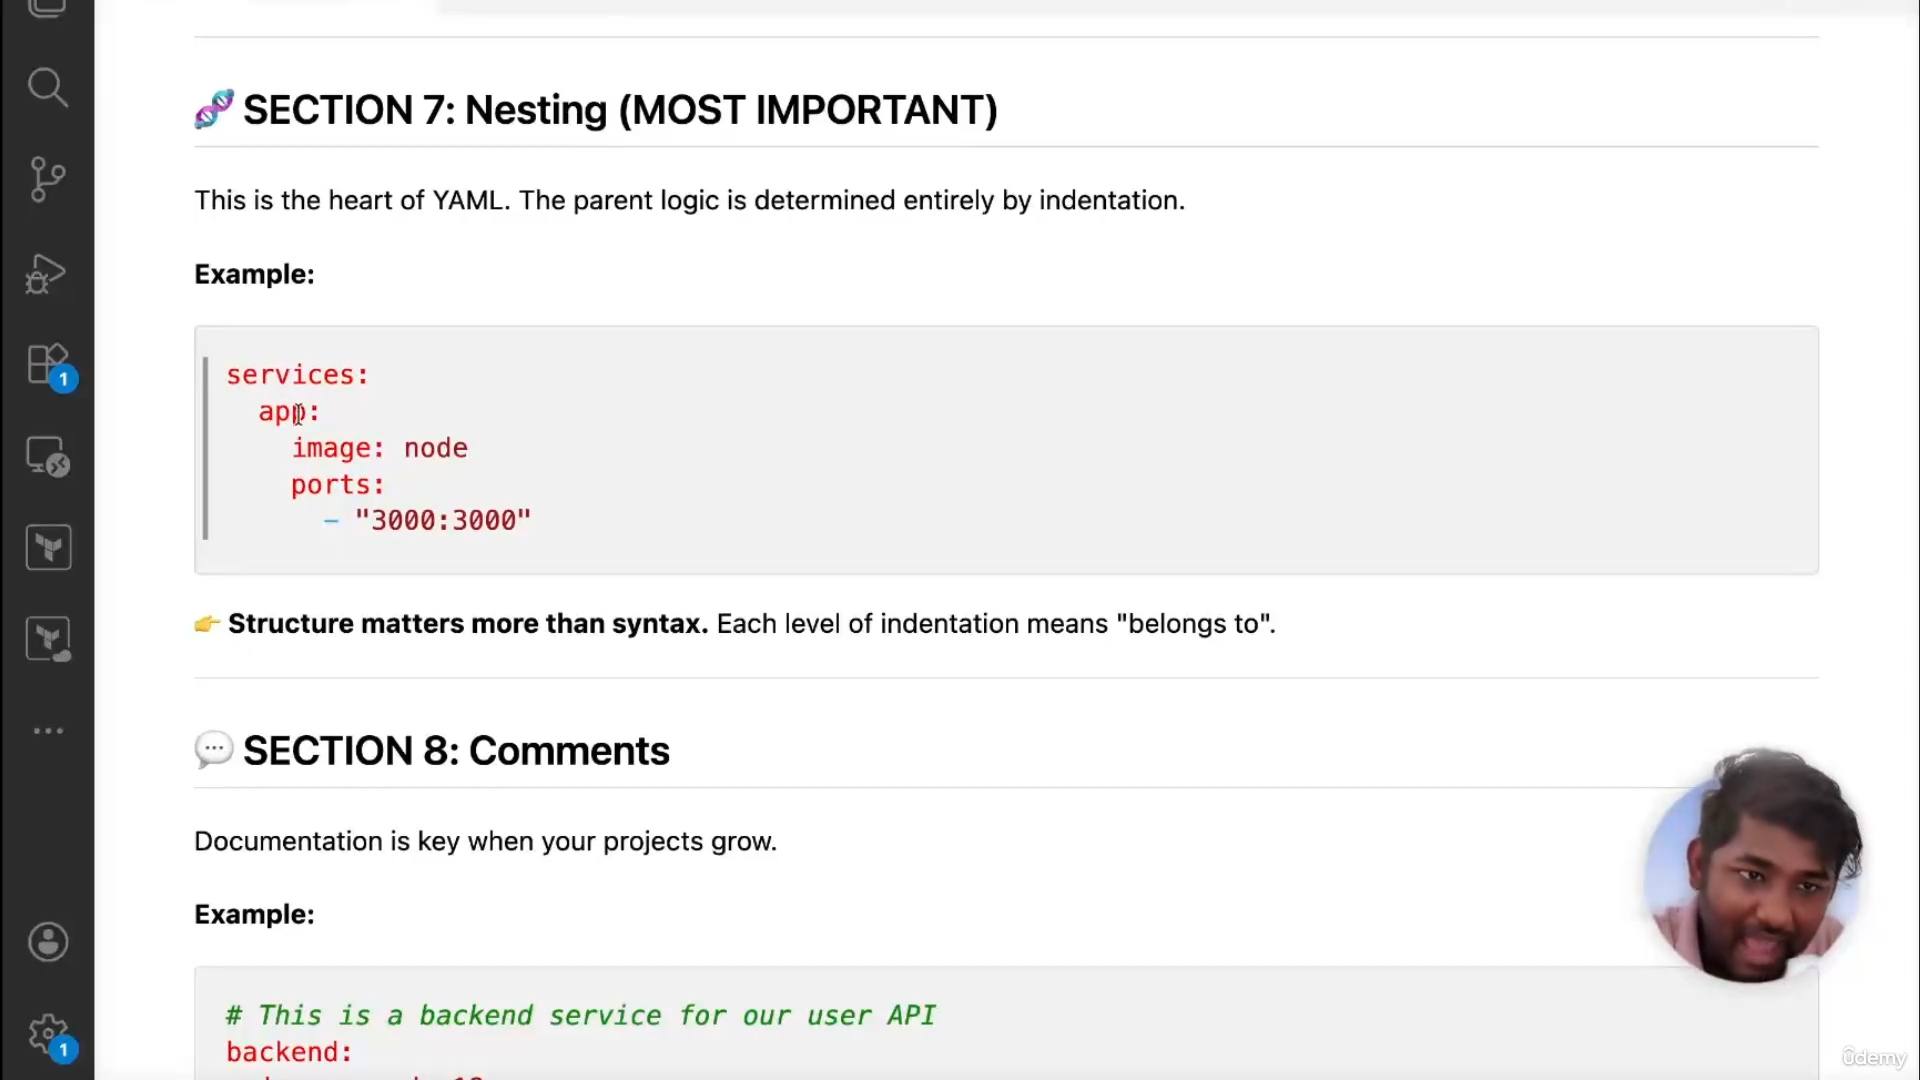 🧬 SECTION 7: Nesting (MOST IMPORTANT)
This is the heart of YAML. The parent logic is determined entirely by indentation.
Example:
services:
  app:
    image: node
    ports:
      - "3000:3000"
👉 Structure matters more than syntax. Each level of indentation means "belongs to".
💬 SECTION 8: Comments
Documentation is key when your projects grow.
Example:
# This is a backend service for our user API
backend:
1
1
ûdemy